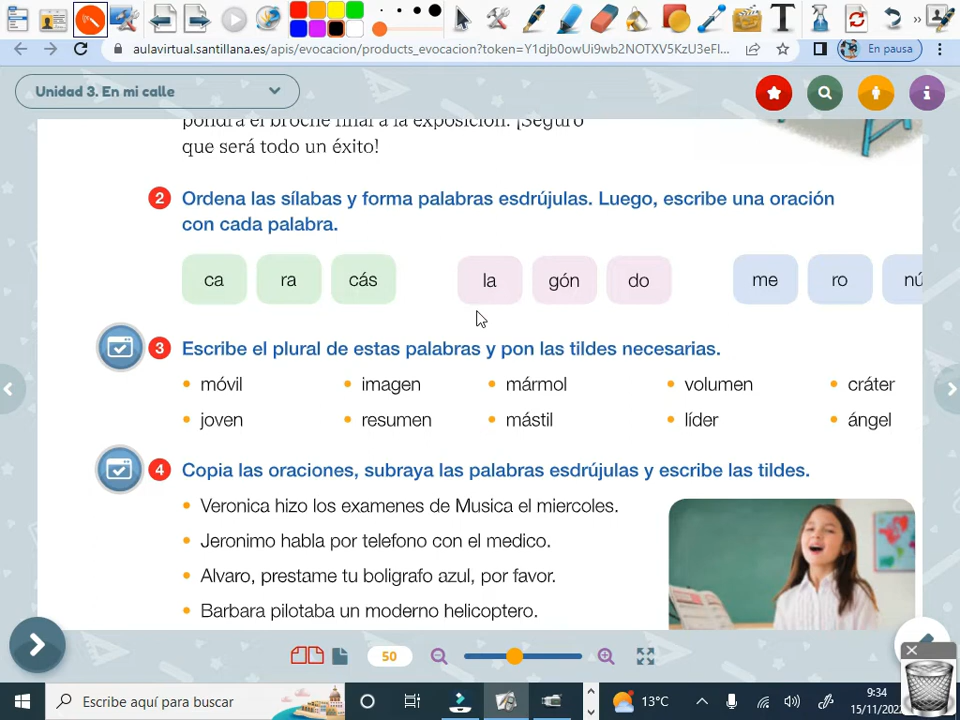 aulavirtual.santillana.es/apis/evocacion/products_evocacion?token=Y1djb0owUi9wb2NOTXV5KzU3eFl...
En pausa
Unidad 3. En mi calle
pondrá el broche final a la exposición. ¡Seguro
que será todo un éxito!
2 Ordena las sílabas y forma palabras esdrújulas. Luego, escribe una oración
con cada palabra.
ca ra cás la gón do me ro nú
3 Escribe el plural de estas palabras y pon las tildes necesarias.
• móvil • imagen • mármol • volumen • cráter
• joven • resumen • mástil • líder • ángel
4 Copia las oraciones, subraya las palabras esdrújulas y escribe las tildes.
• Veronica hizo los examenes de Musica el miercoles.
• Jeronimo habla por telefono con el medico.
• Alvaro, prestame tu boligrafo azul, por favor.
• Barbara pilotaba un moderno helicoptero.
50
Escribe aquí para buscar
13°C
9:34